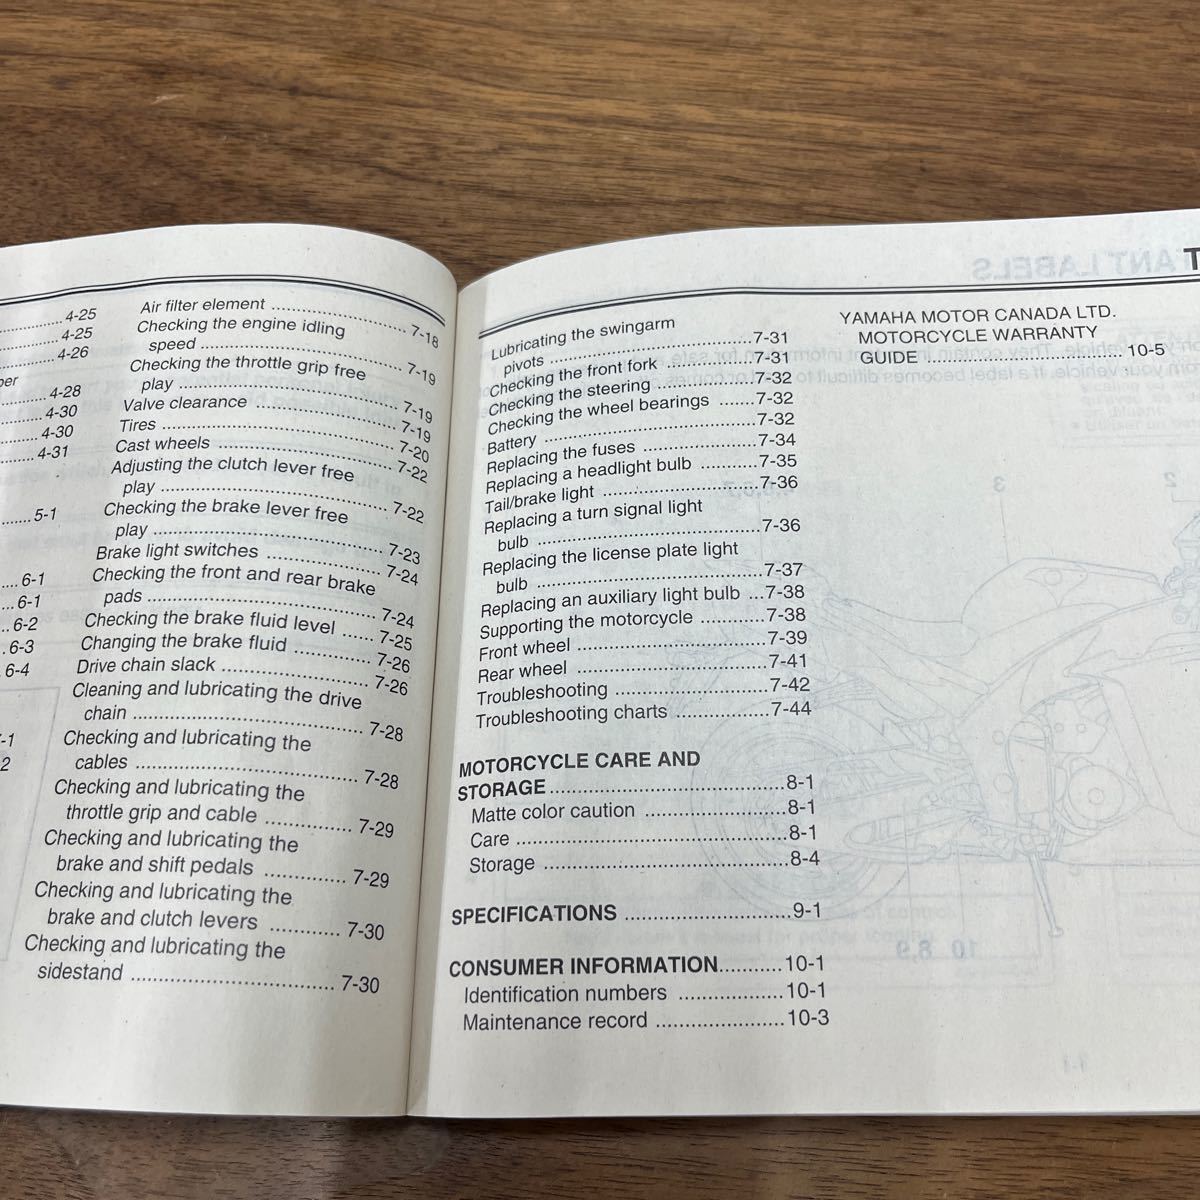 4-25
4-25
4-26
4-28
4-30
4-30
4-31
5-1
6-1
6-1
6-2
6-3
6-4
Air filter element .......................... 7-18
Checking the engine idling
speed .................................. 7-19
Checking the throttle grip free
play ..................................... 7-19
Valve clearance ....................... 7-19
Tires ....................................... 7-20
Cast wheels ............................ 7-22
Adjusting the clutch lever free
play ..................................... 7-22
Checking the brake lever free
play ..................................... 7-23
Brake light switches ................. 7-24
Checking the front and rear brake
pads .................................... 7-24
Checking the brake fluid level ...... 7-25
Changing the brake fluid ............ 7-26
Drive chain slack ....................... 7-26
Cleaning and lubricating the drive
chain .................................... 7-28
Checking and lubricating the
cables .................................. 7-28
Checking and lubricating the
throttle grip and cable ............... 7-29
Checking and lubricating the
brake and shift pedals .............. 7-29
Checking and lubricating the
brake and clutch levers ............ 7-30
Checking and lubricating the
sidestand ................................... 7-30
Lubricating the swingarm
pivots .................................. 7-31
Checking the front fork .............. 7-31
Checking the steering ................ 7-32
Checking the wheel bearings ....... 7-32
Battery .................................... 7-32
Replacing the fuses ................... 7-34
Replacing a headlight bulb ........... 7-35
Tail/brake light .......................... 7-36
Replacing a turn signal light
bulb ..................................... 7-36
Replacing the license plate light
bulb ..................................... 7-37
Replacing an auxiliary light bulb ... 7-38
Supporting the motorcycle ............ 7-38
Front wheel .............................. 7-39
Rear wheel ............................... 7-41
Troubleshooting ........................ 7-42
Troubleshooting charts ................ 7-44
MOTORCYCLE CARE AND
STORAGE .................................. 8-1
Matte color caution ..................... 8-1
Care ........................................ 8-1
Storage .................................... 8-4
SPECIFICATIONS ........................... 9-1
CONSUMER INFORMATION ........... 10-1
Identification numbers .................. 10-1
Maintenance record ...................... 10-3
YAMAHA MOTOR CANADA LTD.
MOTORCYCLE WARRANTY
GUIDE .................................... 10-5